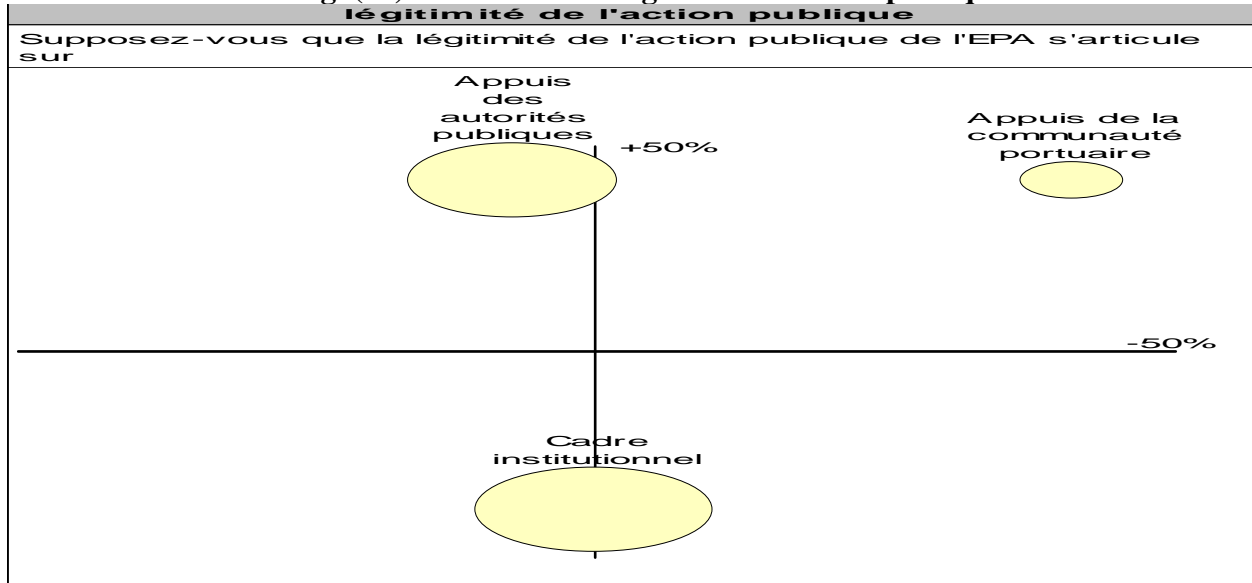 légitimité de l'action publique
Supposez-vous que la légitimité de l'action publique de l'EPA s'articule
sur
Appuis
des
autorités
publiques
+50%
Appuis de la
communauté
portuaire
-50%
Cadre
institutionnel